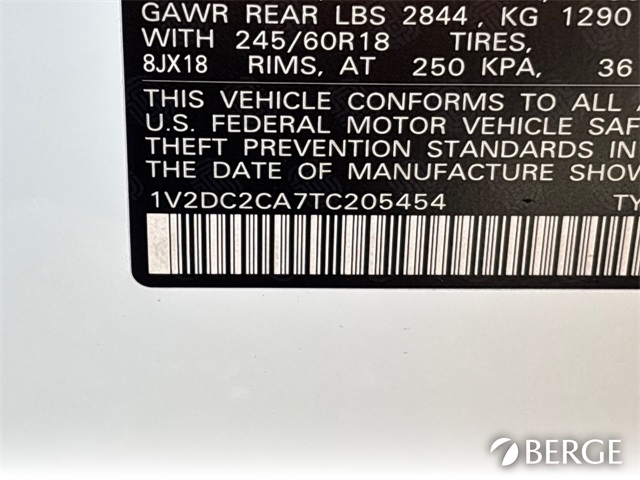 GAWR REAR LBS 2844, KG 1290
WITH 245/60R18 TIRES,
8JX18 RIMS, AT 250 KPA, 36
THIS VEHICLE CONFORMS TO ALL
U.S. FEDERAL MOTOR VEHICLE SAF
THEFT PREVENTION STANDARDS IN
THE DATE OF MANUFACTURE SHOW
1V2DC2CA7TC205454 TY
BERGE